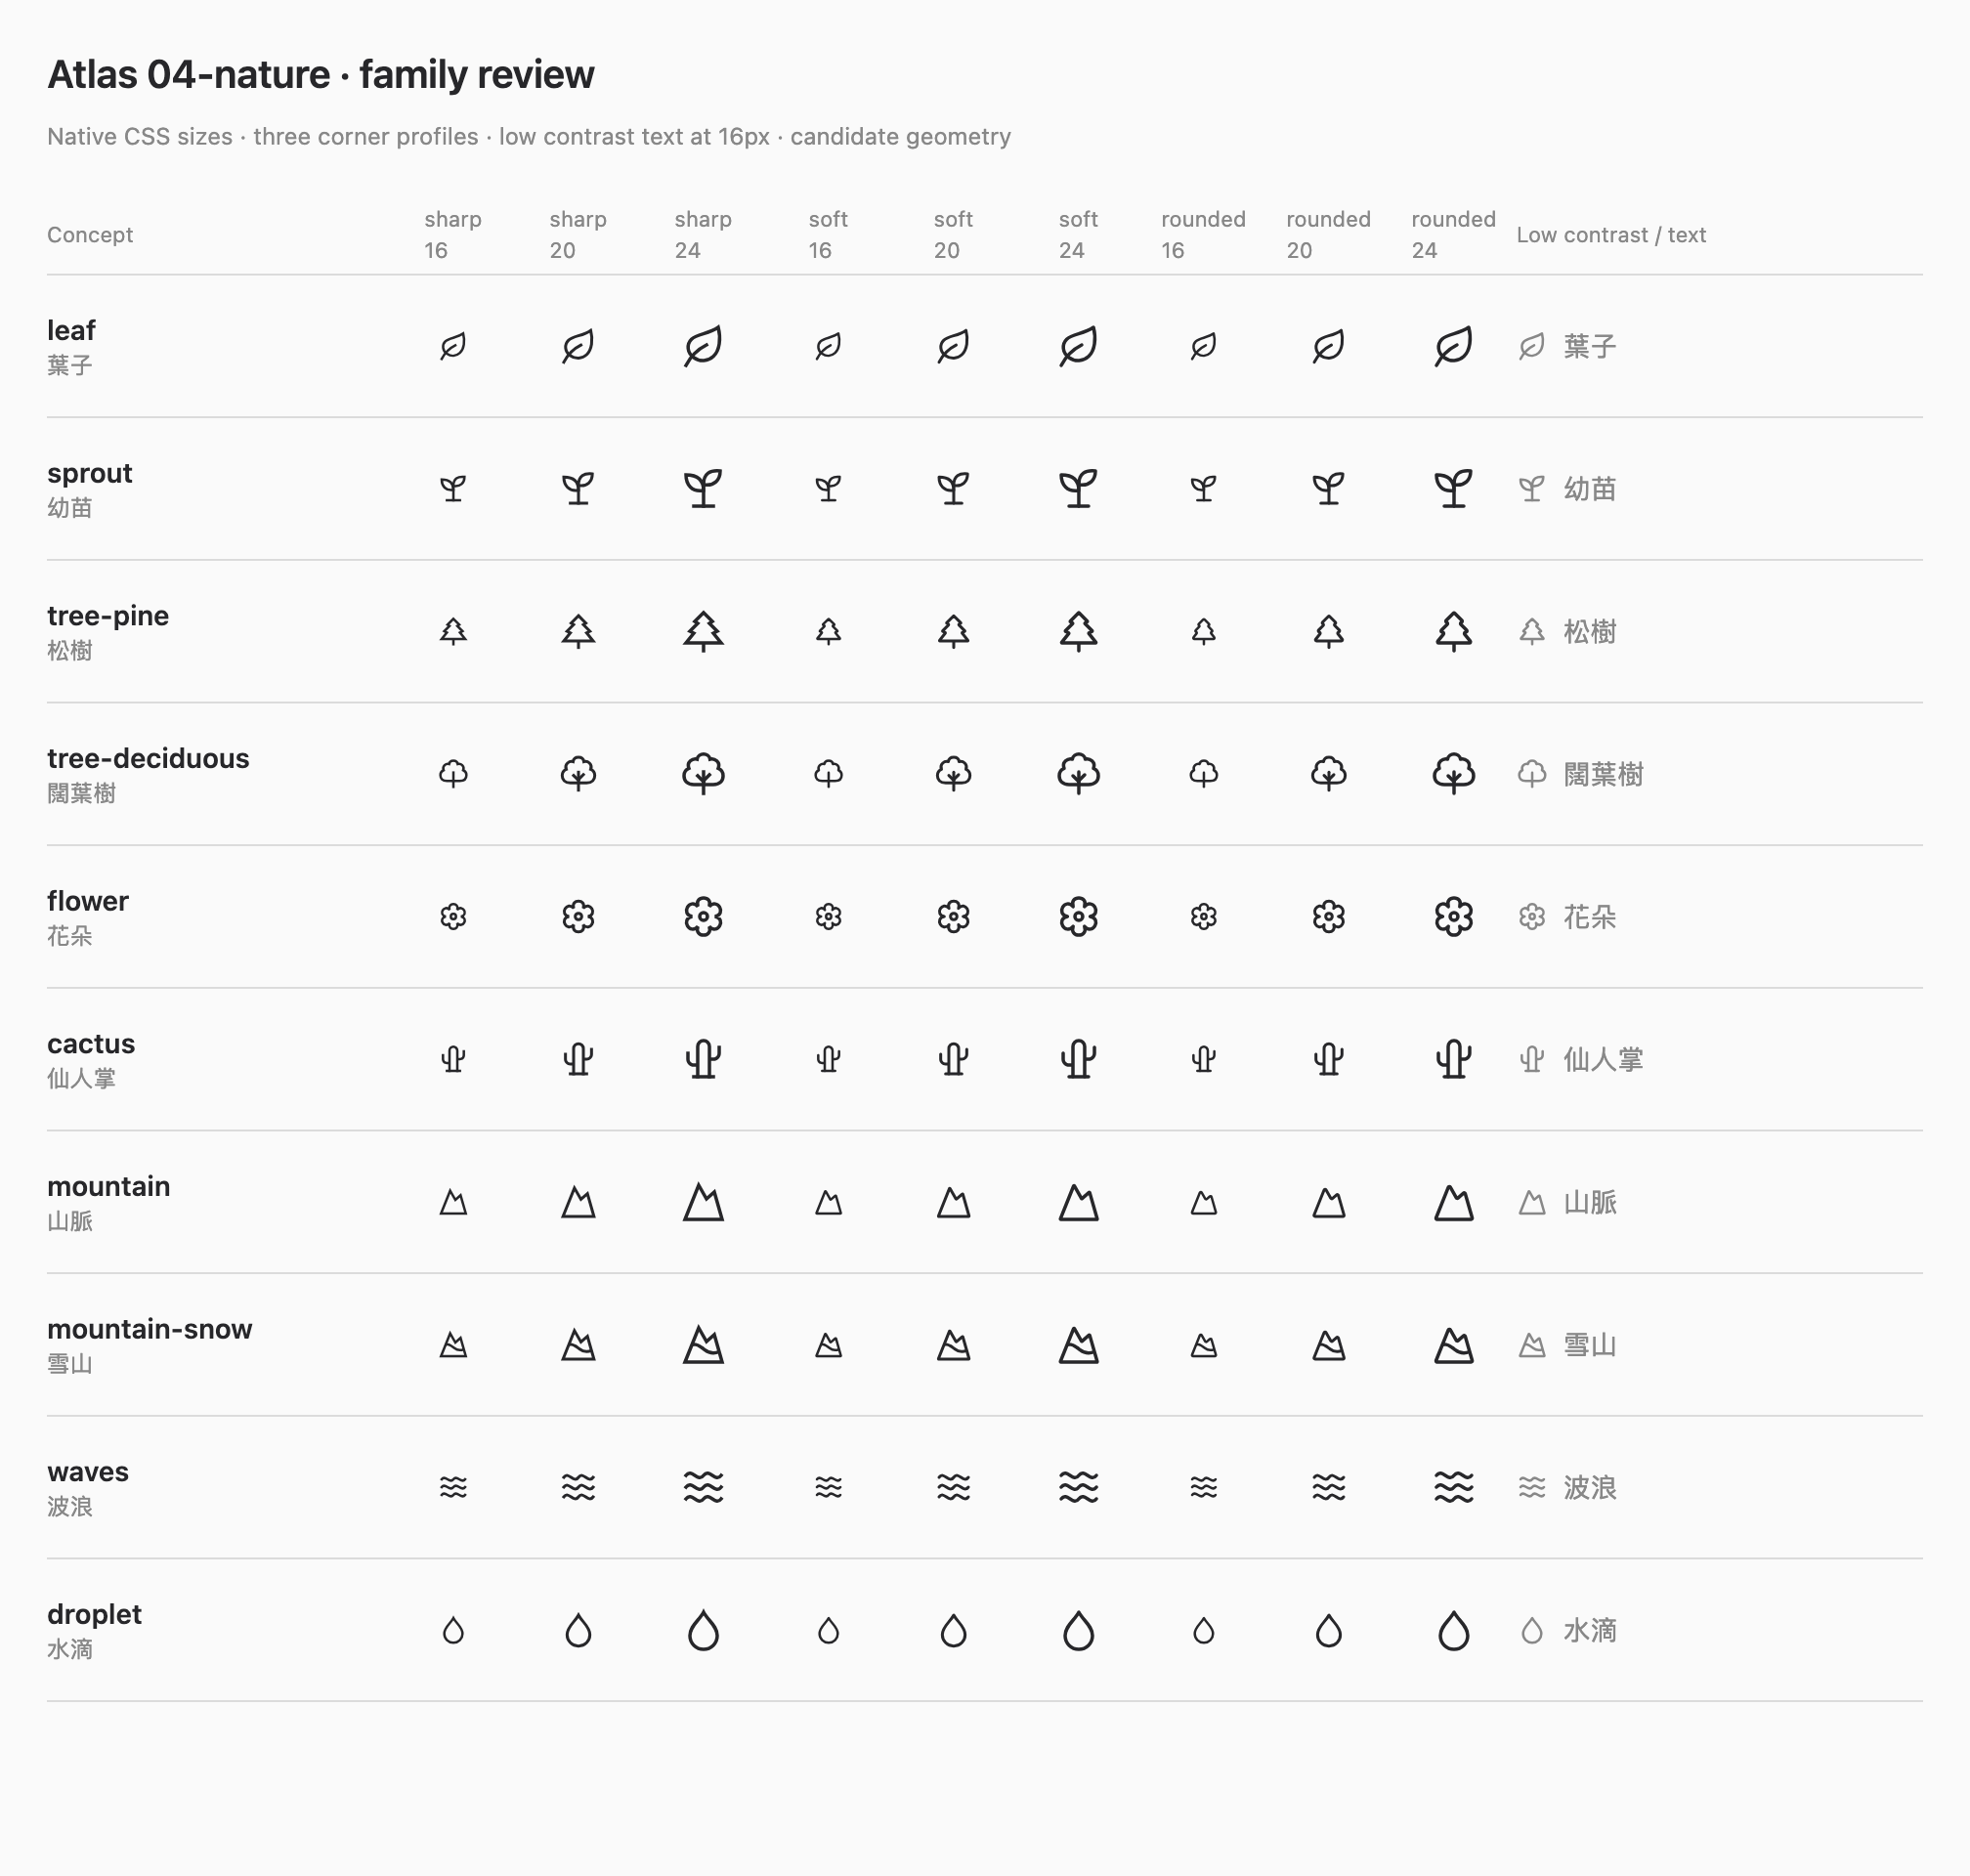 Atlas 04-nature · family review
Native CSS sizes · three corner profiles · low contrast text at 16px · candidate geometry
Concept
sharp 16
sharp 20
sharp 24
soft 16
soft 20
soft 24
rounded 16
rounded 20
rounded 24
Low contrast / text
leaf
葉子
葉子
sprout
幼苗
幼苗
tree-pine
松樹
松樹
tree-deciduous
闊葉樹
闊葉樹
flower
花朵
花朵
cactus
仙人掌
仙人掌
mountain
山脈
山脈
mountain-snow
雪山
雪山
waves
波浪
波浪
droplet
水滴
水滴